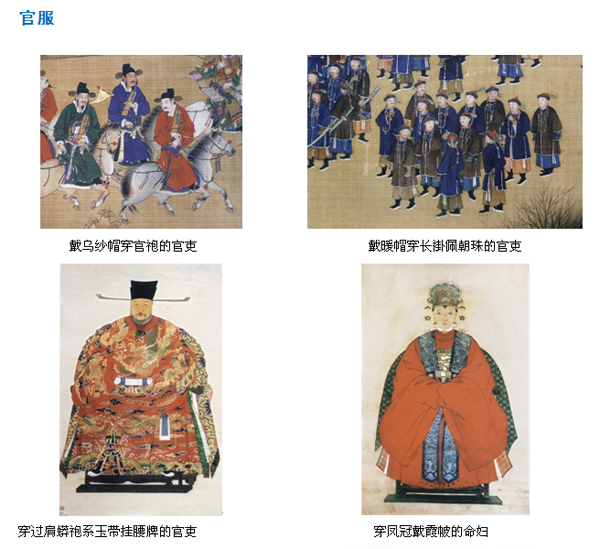 官服
戴乌纱帽穿官袍的官吏
戴暖帽穿长掛佩朝珠的官吏
穿过肩蟒袍系玉带挂腰牌的官吏
穿凤冠戴霞帔的命妇